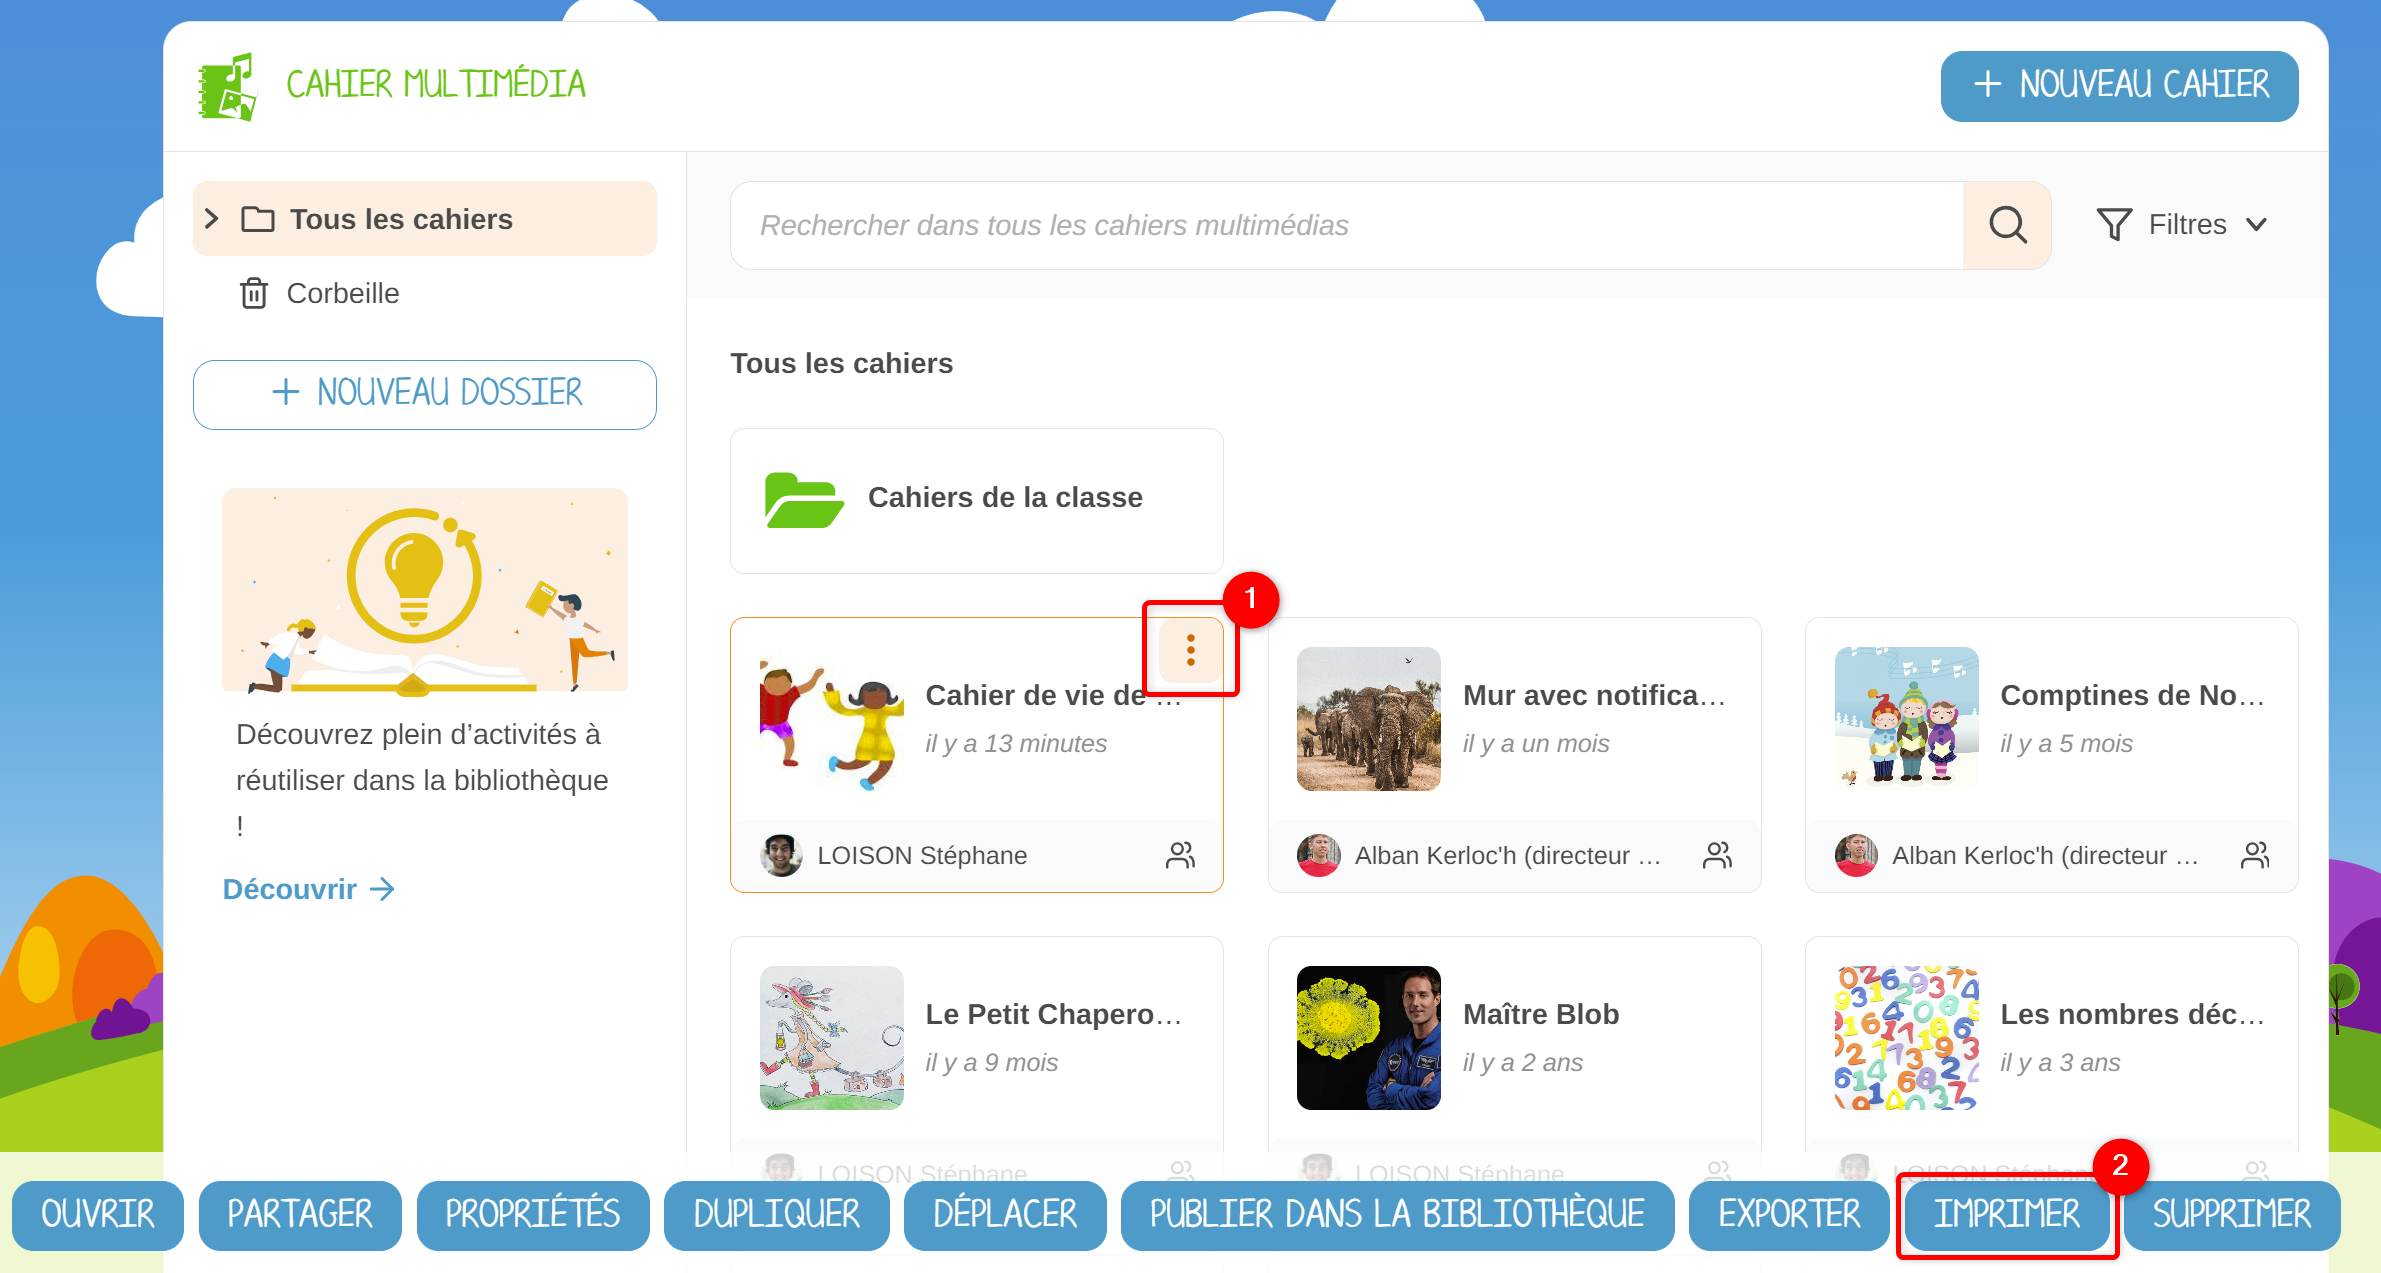 CAHIER MULTIMÉDIA
+ NOUVEAU CAHIER
Tous les cahiers
Corbeille
+ NOUVEAU DOSSIER
Découvrez plein d’activités à
réutiliser dans la bibliothèque
!
Découvrir
Rechercher dans tous les cahiers multimédias
Filtres
Tous les cahiers
Cahiers de la classe
1
Cahier de vie de ...
il y a 13 minutes
LOISON Stéphane
Mur avec notifica...
il y a un mois
Alban Kerloc'h (directeur ...
Comptines de No...
il y a 5 mois
Alban Kerloc'h (directeur ...
Le Petit Chapero...
il y a 9 mois
LOISON Stéphane
Maître Blob
il y a 2 ans
LOISON Stéphane
Les nombres déc...
il y a 3 ans
LOISON Stéphane
2
OUVRIR
PARTAGER
PROPRIÉTÉS
DUPLIQUER
DÉPLACER
PUBLIER DANS LA BIBLIOTHÈQUE
EXPORTER
IMPRIMER
SUPPRIMER